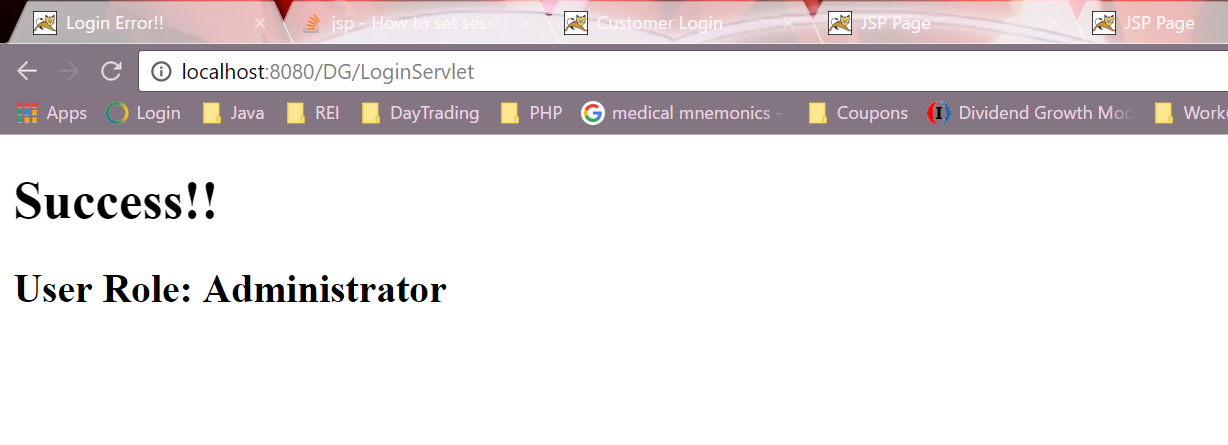 Login Error!! jsp - How to set sessi Customer Login JSP Page JSP Page
localhost:8080/DG/LoginServlet
Apps Login Java REI DayTrading PHP medical mnemonics - Coupons Dividend Growth Mod Work
Success!!
User Role: Administrator